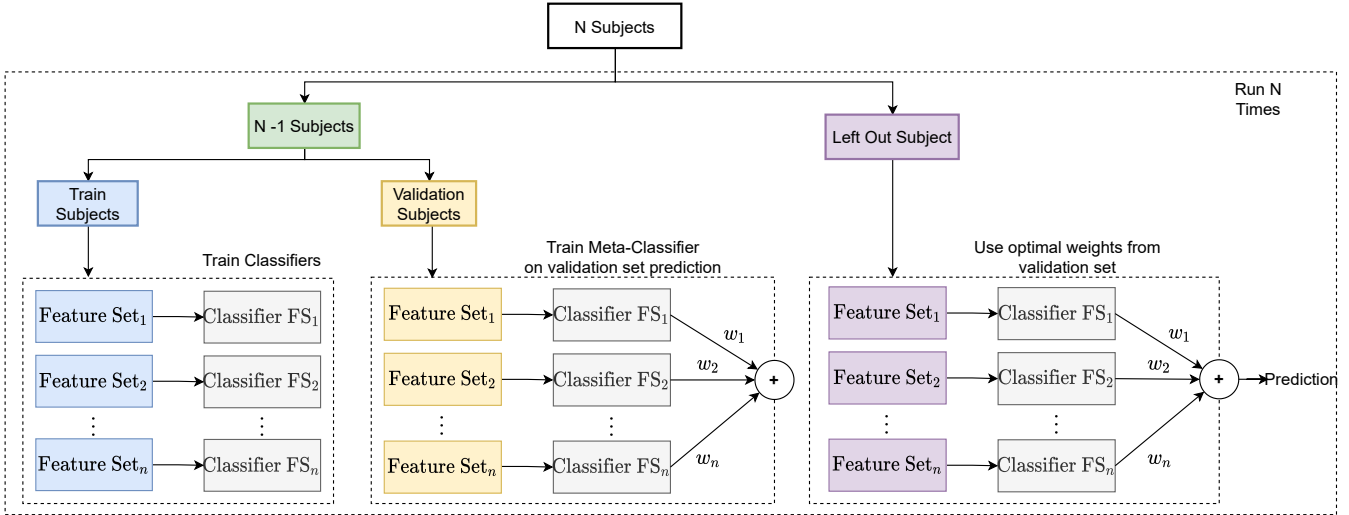 N Subjects
Run N
Times
N -1 Subjects
Left Out Subject
Train
Subjects
Validation
Subjects
Train Classifiers
Train Meta-Classifier
on validation set prediction
Use optimal weights from
validation set
Feature Set₁
Classifier FS₁
Feature Set₂
Classifier FS₂
⋮
⋮
Feature Setₙ
Classifier FSₙ
Feature Set₁
Classifier FS₁
w₁
Feature Set₂
Classifier FS₂
w₂
+
⋮
⋮
Feature Setₙ
Classifier FSₙ
wₙ
Feature Set₁
Classifier FS₁
w₁
Feature Set₂
Classifier FS₂
w₂
+
Prediction
⋮
⋮
Feature Setₙ
Classifier FSₙ
wₙ